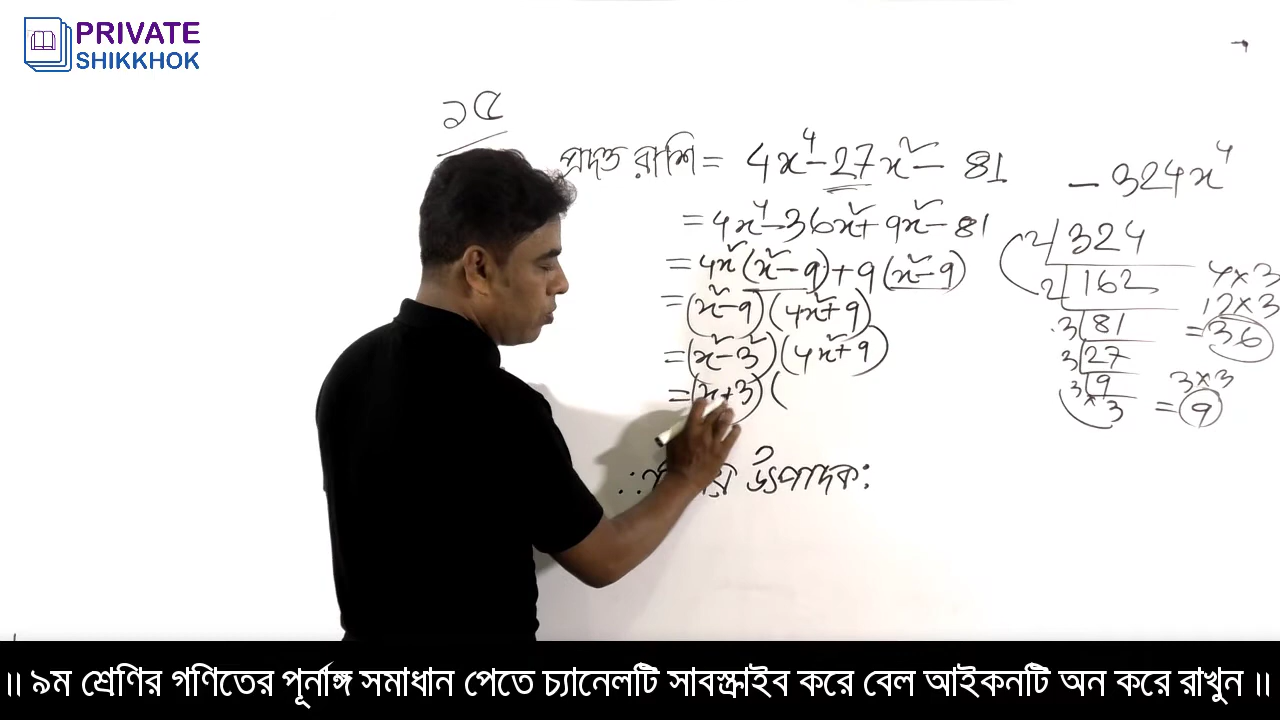 PRIVATE
SHIKKHOK
১৫
প্রদত্ত রাশি = 4x⁴ - 27x² - 81
= 4x⁴ - 36x² + 9x² - 81
= 4x² (x² - 9) + 9 (x² - 9)
= (x² - 9) (4x² + 9)
= (x² - 3²) (4x² + 9)
= (x + 3) (
উৎপাদক:
- 324x⁴
2 324
2 162
3 81
3 27
3 9
× 3
4×3
12×3
= 36
3×3
= 9
॥ ৯ম শ্রেণির গণিতের পূর্নাঙ্গ সমাধান পেতে চ্যানেলটি সাবস্ক্রাইব করে বেল আইকনটি অন করে রাখুন ॥